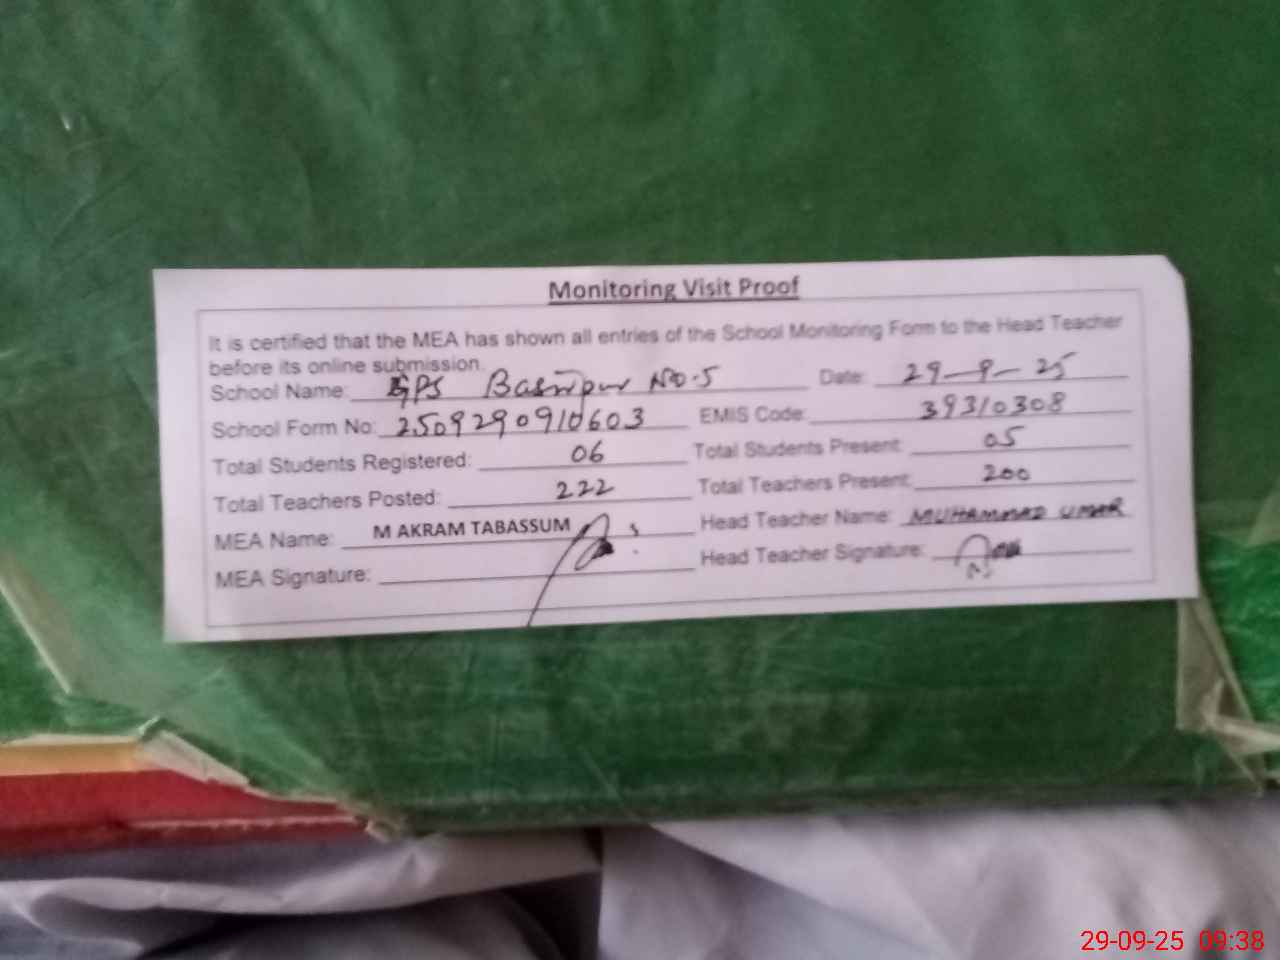 Monitoring Visit Proof
It is certified that the MEA has shown all entries of the School Monitoring Form to the Head Teacher
before its online submission.
School Name: GPS Basirpur No.5 Date: 29-9-25
School Form No: 250929091 0603 EMIS Code: 39310308
Total Students Registered: 06 Total Students Present: 05
Total Teachers Posted: 222 Total Teachers Present: 200
MEA Name: M AKRAM TABASSUM Head Teacher Name: MUHAMMAD UMAR
MEA Signature: Head Teacher Signature:
29-09-25 09:38